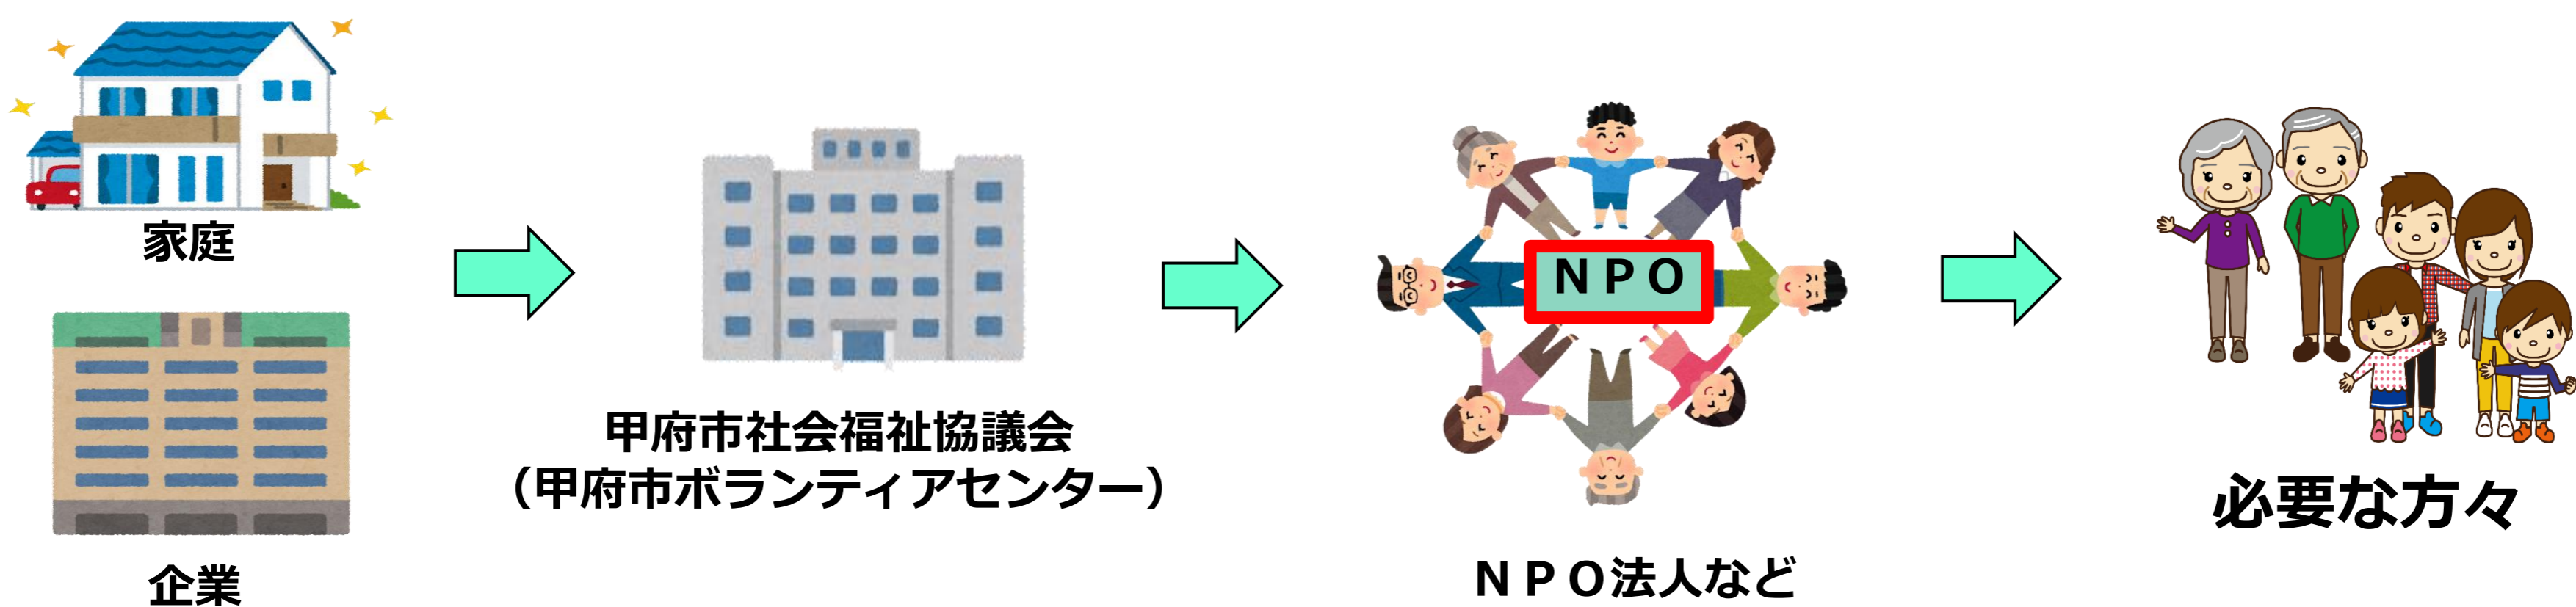 家庭
企業
甲府市社会福祉協議会
（甲府市ボランティアセンター）
ＮＰＯ
ＮＰＯ法人など
必要な方々